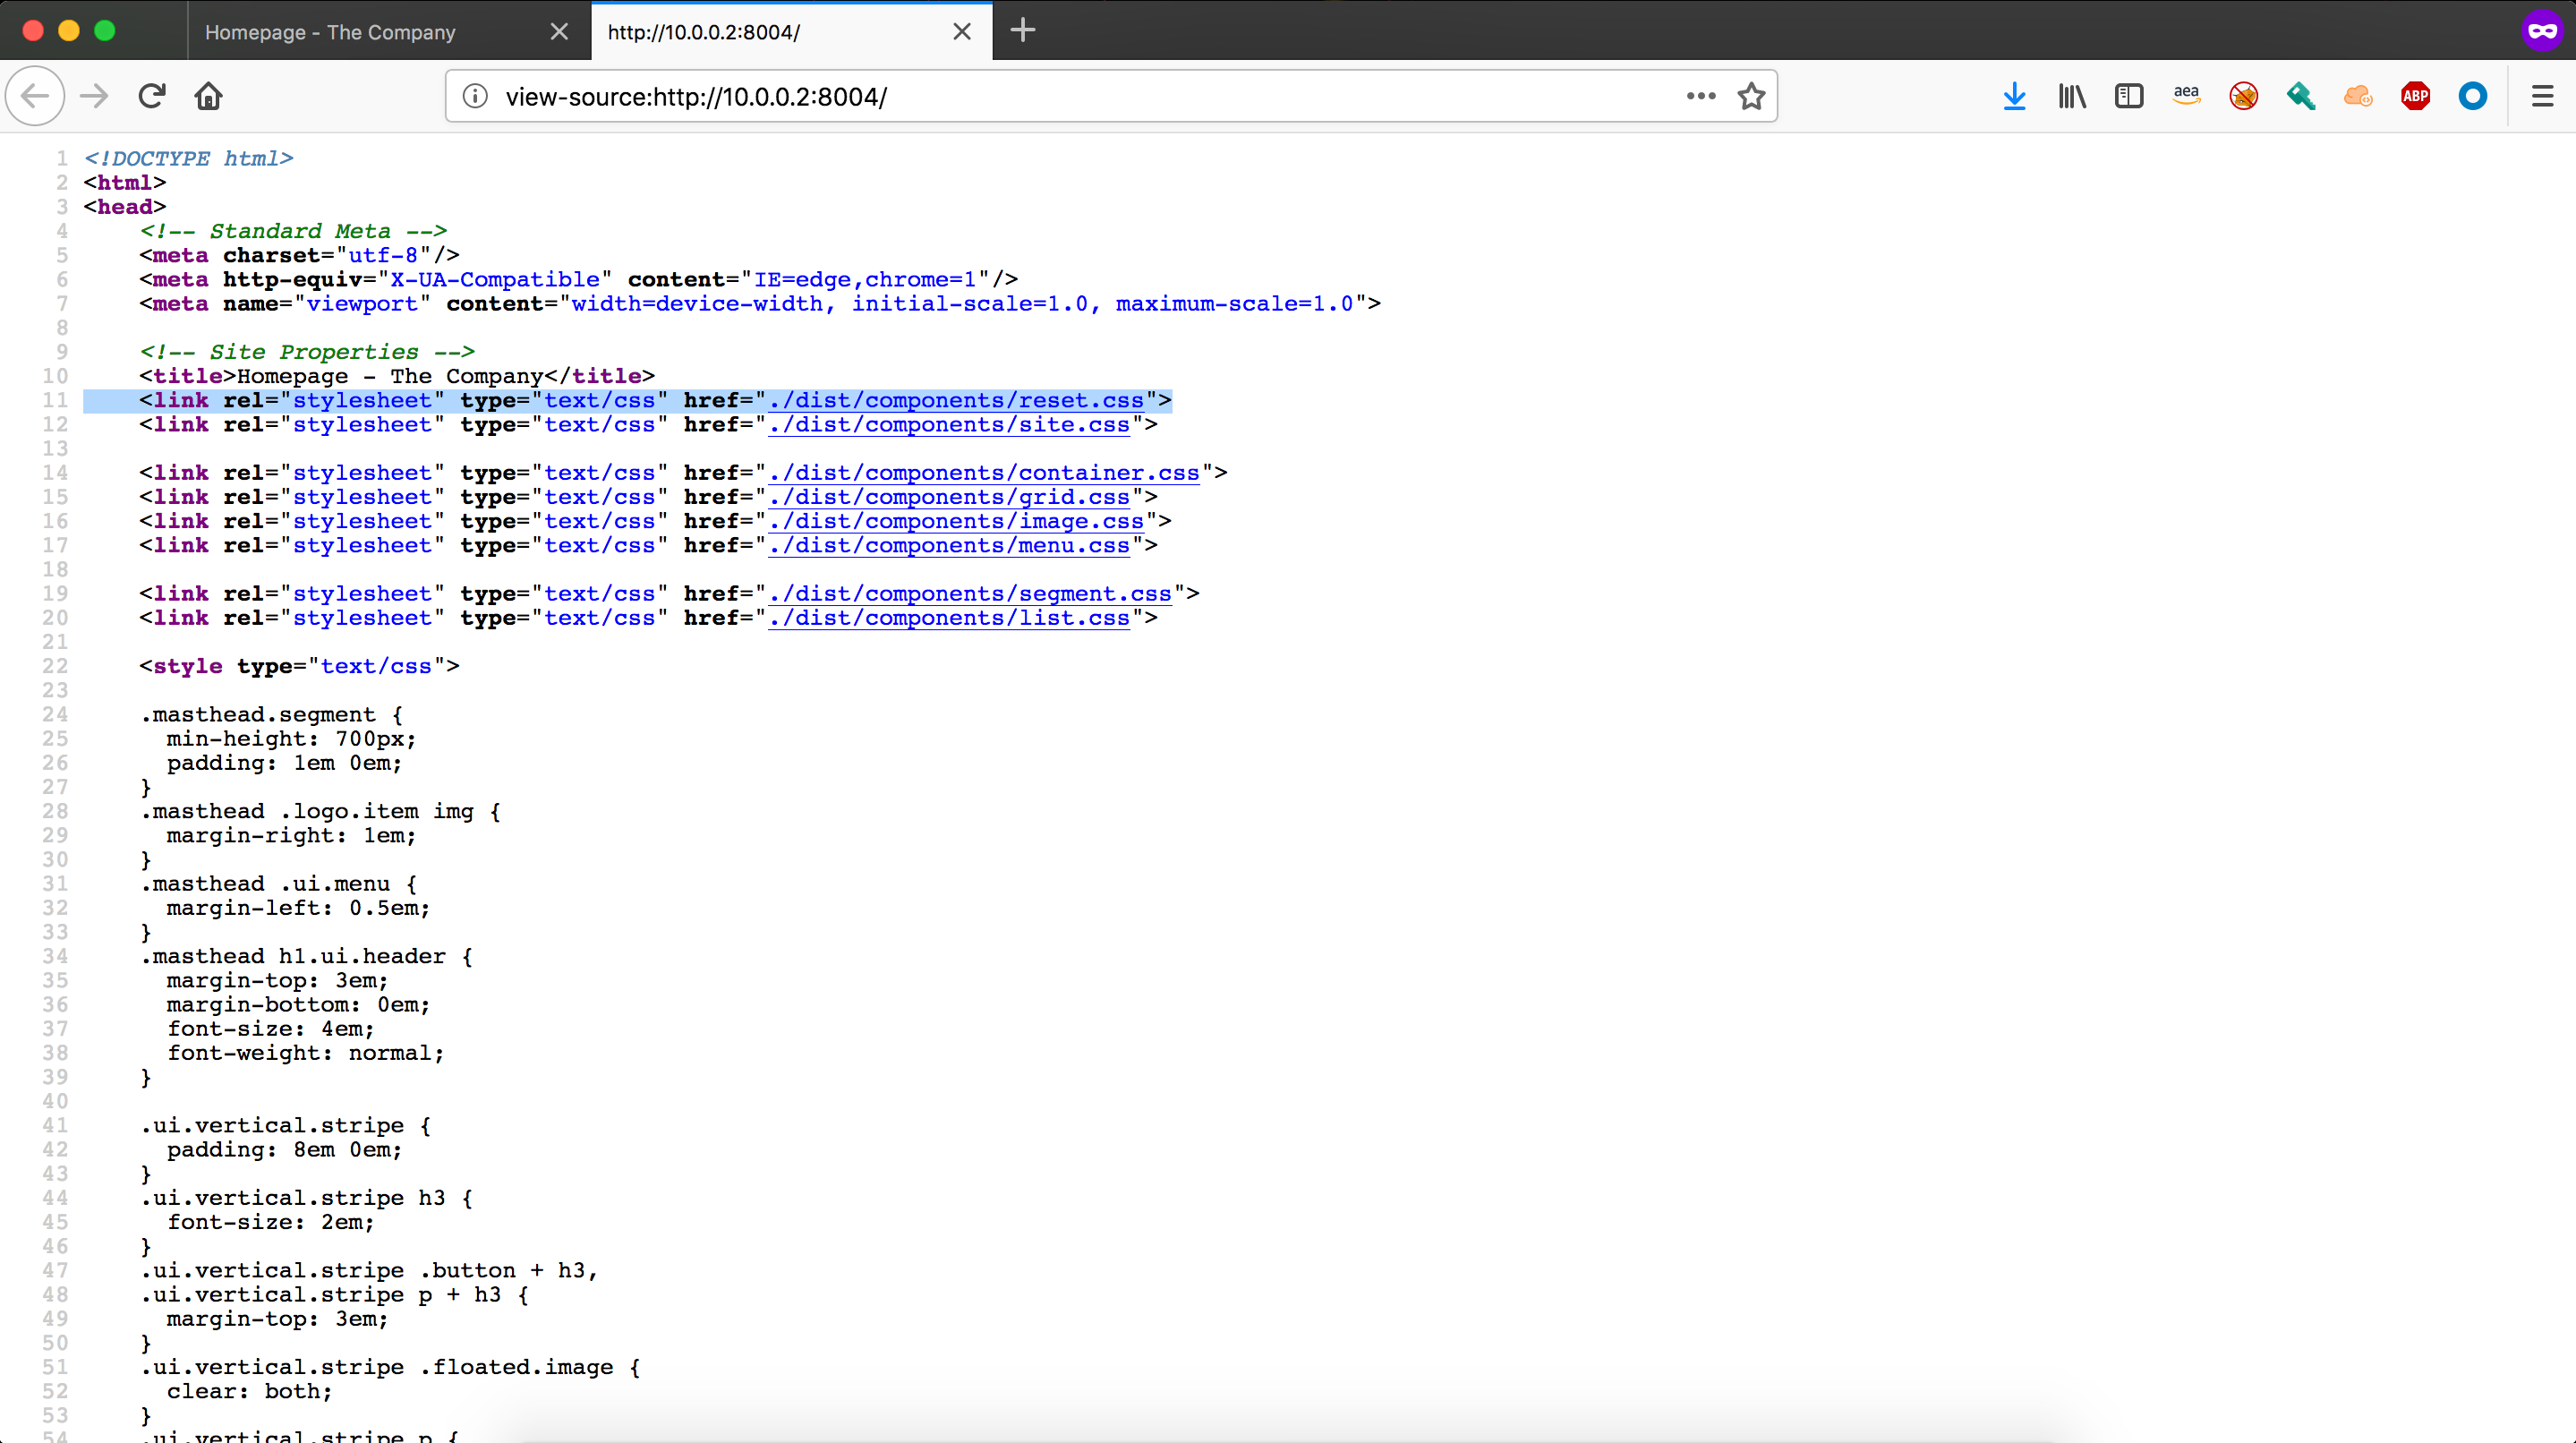 Homepage - The Company
http://10.0.0.2:8004/
view-source:http://10.0.0.2:8004/
aea
ABP
1 <!DOCTYPE html>
2 <html>
3 <head>
4     <!-- Standard Meta -->
5     <meta charset="utf-8"/>
6     <meta http-equiv="X-UA-Compatible" content="IE=edge,chrome=1"/>
7     <meta name="viewport" content="width=device-width, initial-scale=1.0, maximum-scale=1.0">
8
9     <!-- Site Properties -->
10     <title>Homepage - The Company</title>
11     <link rel="stylesheet" type="text/css" href="./dist/components/reset.css">
12     <link rel="stylesheet" type="text/css" href="./dist/components/site.css">
13
14     <link rel="stylesheet" type="text/css" href="./dist/components/container.css">
15     <link rel="stylesheet" type="text/css" href="./dist/components/grid.css">
16     <link rel="stylesheet" type="text/css" href="./dist/components/image.css">
17     <link rel="stylesheet" type="text/css" href="./dist/components/menu.css">
18
19     <link rel="stylesheet" type="text/css" href="./dist/components/segment.css">
20     <link rel="stylesheet" type="text/css" href="./dist/components/list.css">
21
22     <style type="text/css">
23
24     .masthead.segment {
25       min-height: 700px;
26       padding: 1em 0em;
27     }
28     .masthead .logo.item img {
29       margin-right: 1em;
30     }
31     .masthead .ui.menu {
32       margin-left: 0.5em;
33     }
34     .masthead h1.ui.header {
35       margin-top: 3em;
36       margin-bottom: 0em;
37       font-size: 4em;
38       font-weight: normal;
39     }
40
41     .ui.vertical.stripe {
42       padding: 8em 0em;
43     }
44     .ui.vertical.stripe h3 {
45       font-size: 2em;
46     }
47     .ui.vertical.stripe .button + h3,
48     .ui.vertical.stripe p + h3 {
49       margin-top: 3em;
50     }
51     .ui.vertical.stripe .floated.image {
52       clear: both;
53     }
54     .ui.vertical.stripe p {